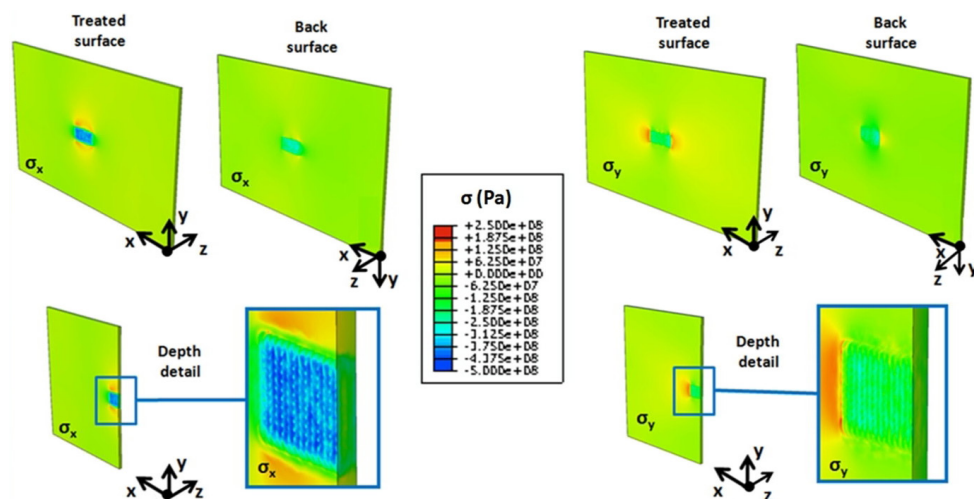 Treated
surface
Back
surface
Treated
surface
Back
surface
σx
σx
σy
σy
y
x
z
x
z
y
y
x
z
x
z
y
σ (Pa)
+2.500e+08
+1.875e+08
+1.250e+08
+6.250e+07
+0.000e+00
-6.250e+07
-1.250e+08
-1.875e+08
-2.500e+08
-3.125e+08
-3.750e+08
-4.375e+08
-5.000e+08
Depth
detail
Depth
detail
σx
σx
σy
σy
y
x
z
y
x
z